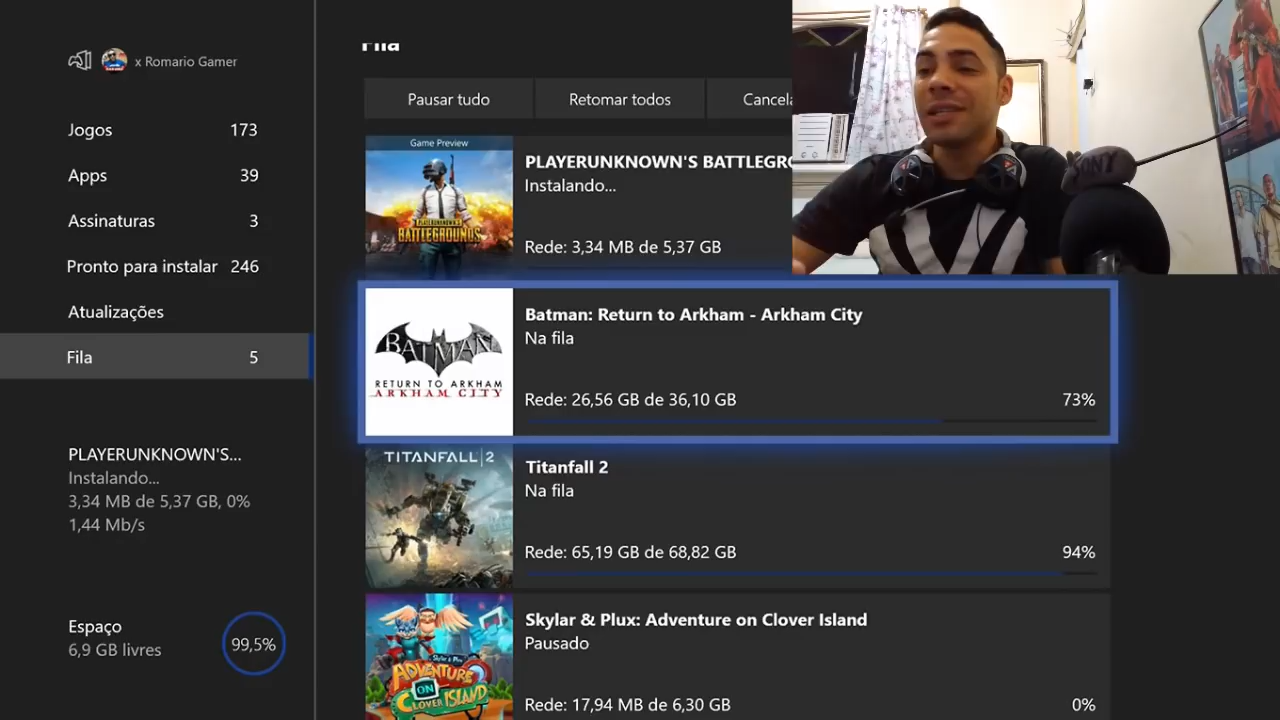 x Romario Gamer
Jogos 173
Apps 39
Assinaturas 3
Pronto para instalar 246
Atualizações
Fila 5
PLAYERUNKNOWN'S...
Instalando...
3,34 MB de 5,37 GB, 0%
1,44 Mb/s
Espaço
6,9 GB livres
99,5%
Fila
Pausar tudo
Retomar todos
Cancela
Game Preview
PLAYERUNKNOWN'S
BATTLEGROUNDS
PLAYERUNKNOWN'S BATTLEGRO
Instalando...
Rede: 3,34 MB de 5,37 GB
SONY
BATMAN
RETURN TO ARKHAM
ARKHAM CITY
Batman: Return to Arkham - Arkham City
Na fila
Rede: 26,56 GB de 36,10 GB
73%
TITANFALL 2
Titanfall 2
Na fila
Rede: 65,19 GB de 68,82 GB
94%
Skylar & Plux
ADVENTURE
ON
CLOVER ISLAND
Skylar & Plux: Adventure on Clover Island
Pausado
Rede: 17,94 MB de 6,30 GB
0%